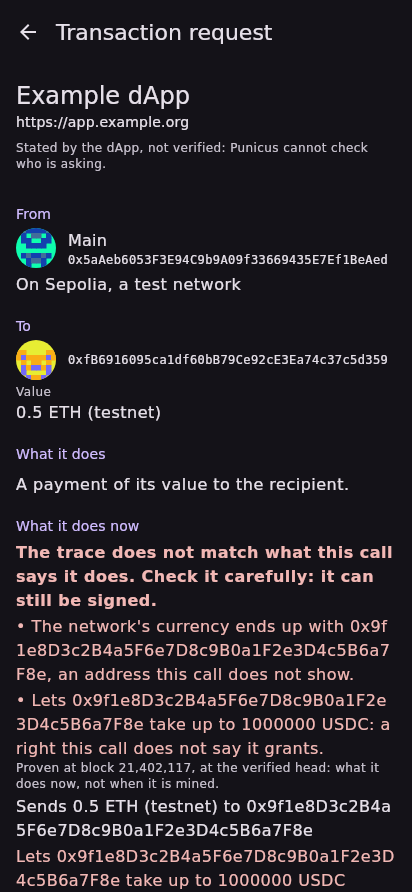 Transaction request
Example dApp
https://app.example.org
Stated by the dApp, not verified: Punicus cannot check
who is asking.
From
Main
0x5aAeb6053F3E94C9b9A09f33669435E7Ef1BeAed
On Sepolia, a test network
To
0xfB6916095ca1df60bB79Ce92cE3Ea74c37c5d359
Value
0.5 ETH (testnet)
What it does
A payment of its value to the recipient.
What it does now
The trace does not match what this call
says it does. Check it carefully: it can
still be signed.
• The network's currency ends up with 0x9f
1e8D3c2B4a5F6e7D8c9B0a1F2e3D4c5B6a7
F8e, an address this call does not show.
• Lets 0x9f1e8D3c2B4a5F6e7D8c9B0a1F2e
3D4c5B6a7F8e take up to 1000000 USDC: a
right this call does not say it grants.
Proven at block 21,402,117, at the verified head: what it
does now, not when it is mined.
Sends 0.5 ETH (testnet) to 0x9f1e8D3c2B4a
5F6e7D8c9B0a1F2e3D4c5B6a7F8e
Lets 0x9f1e8D3c2B4a5F6e7D8c9B0a1F2e3D
4c5B6a7F8e take up to 1000000 USDC